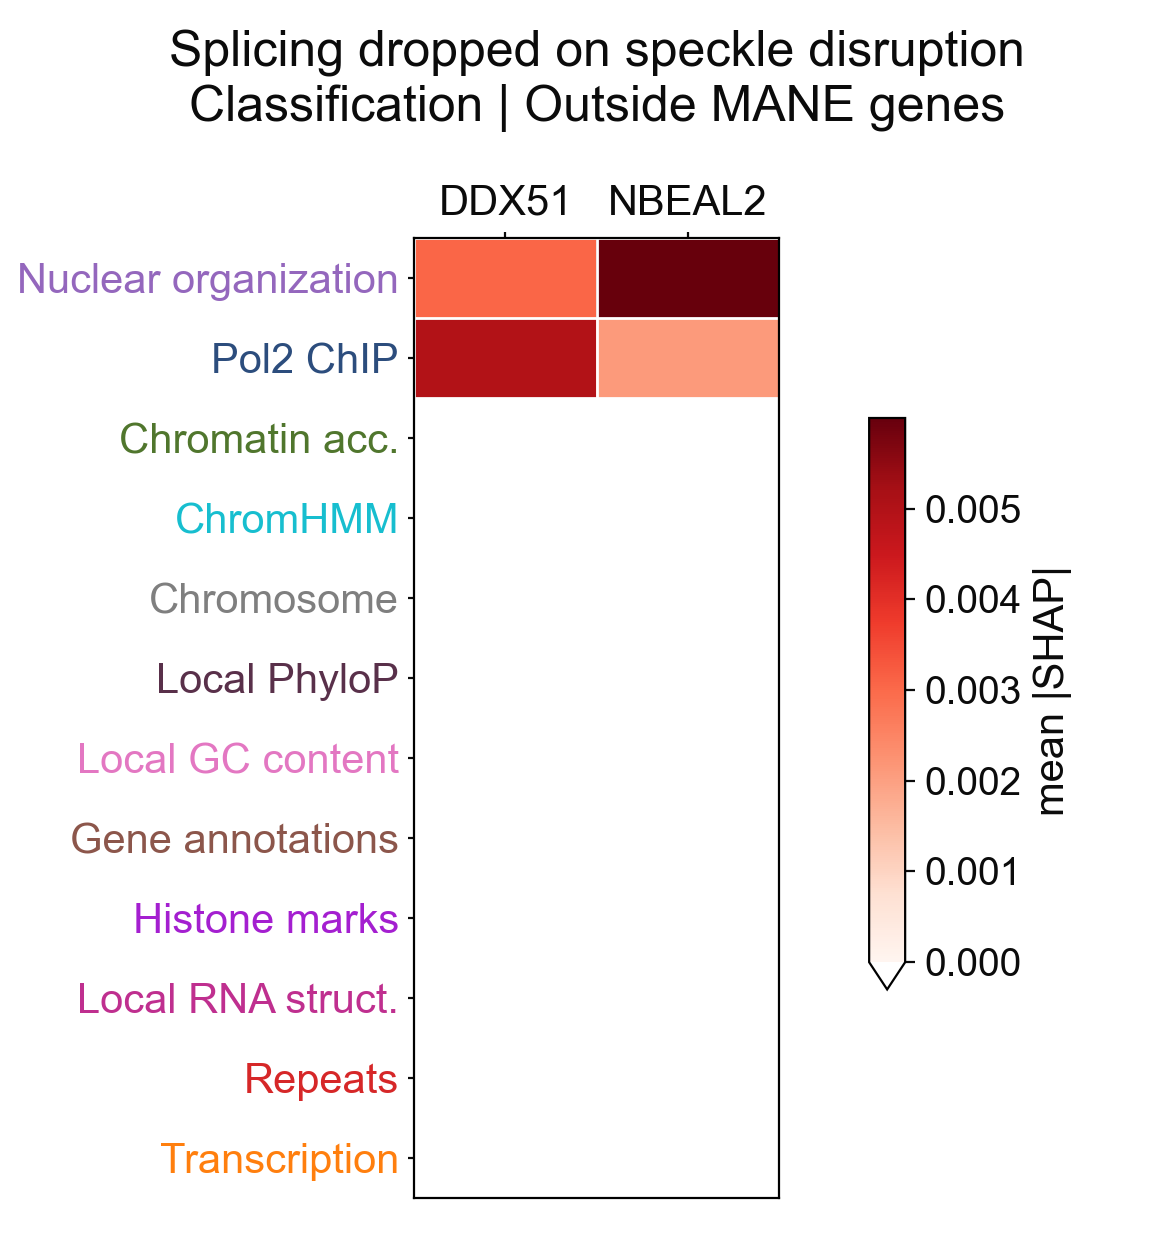 Splicing dropped on speckle disruption
Classification | Outside MANE genes
DDX51 NBEAL2
Nuclear organization
Pol2 ChIP
Chromatin acc.
ChromHMM
Chromosome
Local PhyloP
Local GC content
Gene annotations
Histone marks
Local RNA struct.
Repeats
Transcription
0.005
0.004
0.003
0.002
0.001
0.000
mean |SHAP|